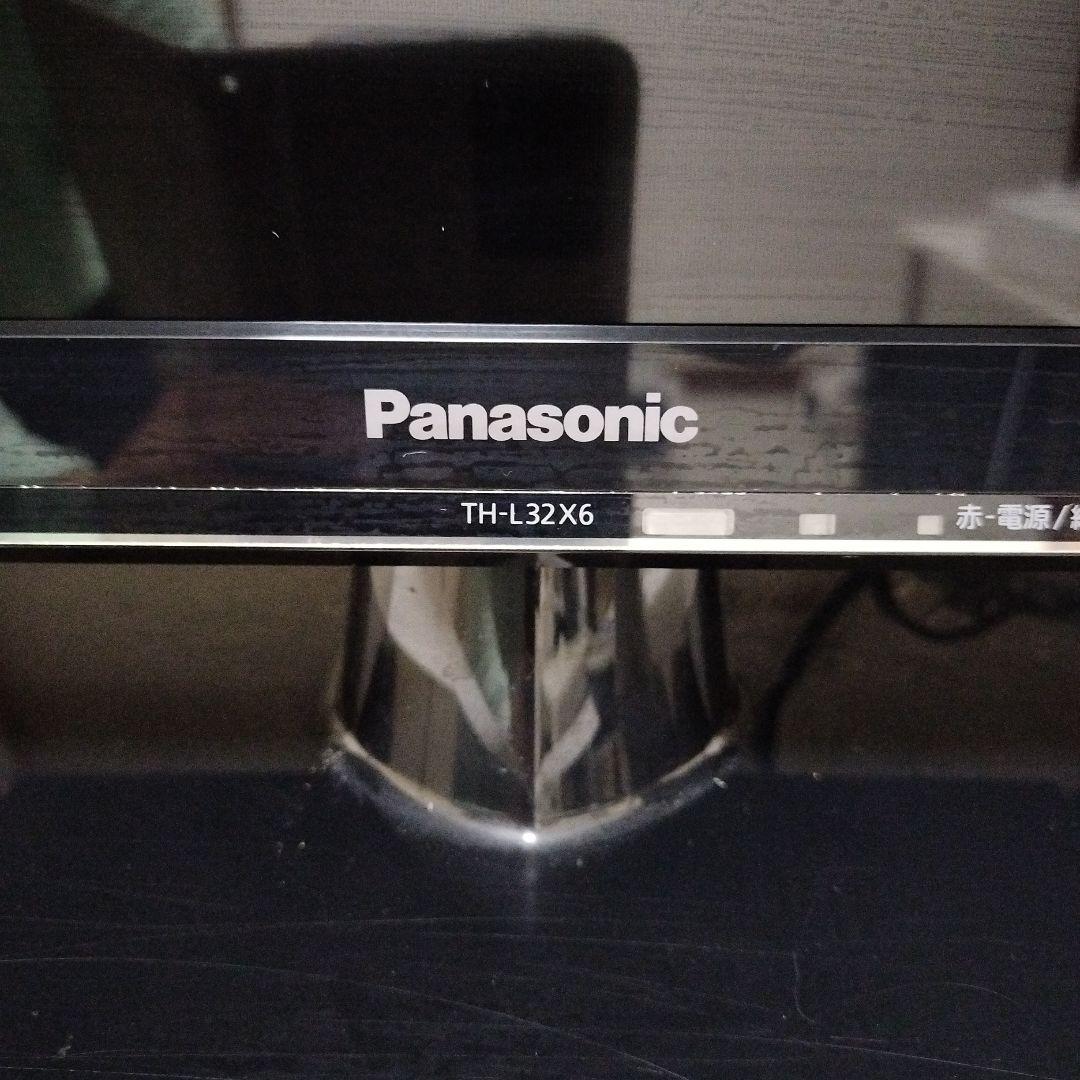 Panasonic
TH-L32X6
赤-電源/